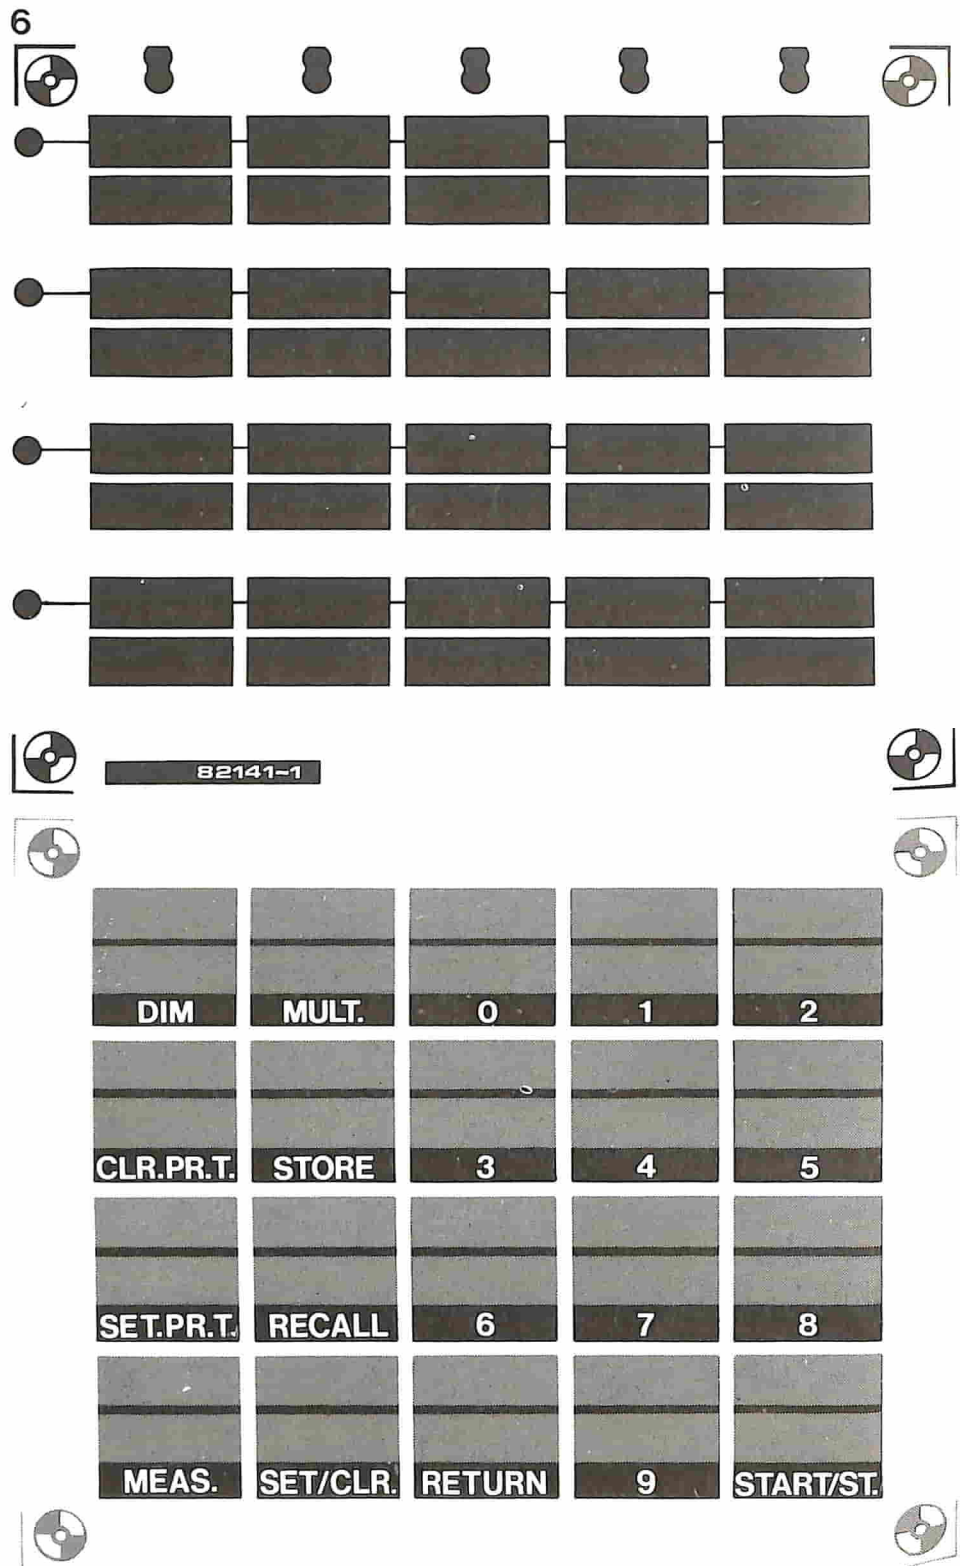 6
82141-1
DIM MULT. 0 1 2
CLR.PR.T. STORE 3 4 5
SET.PR.T. RECALL 6 7 8
MEAS. SET/CLR. RETURN 9 START/ST.